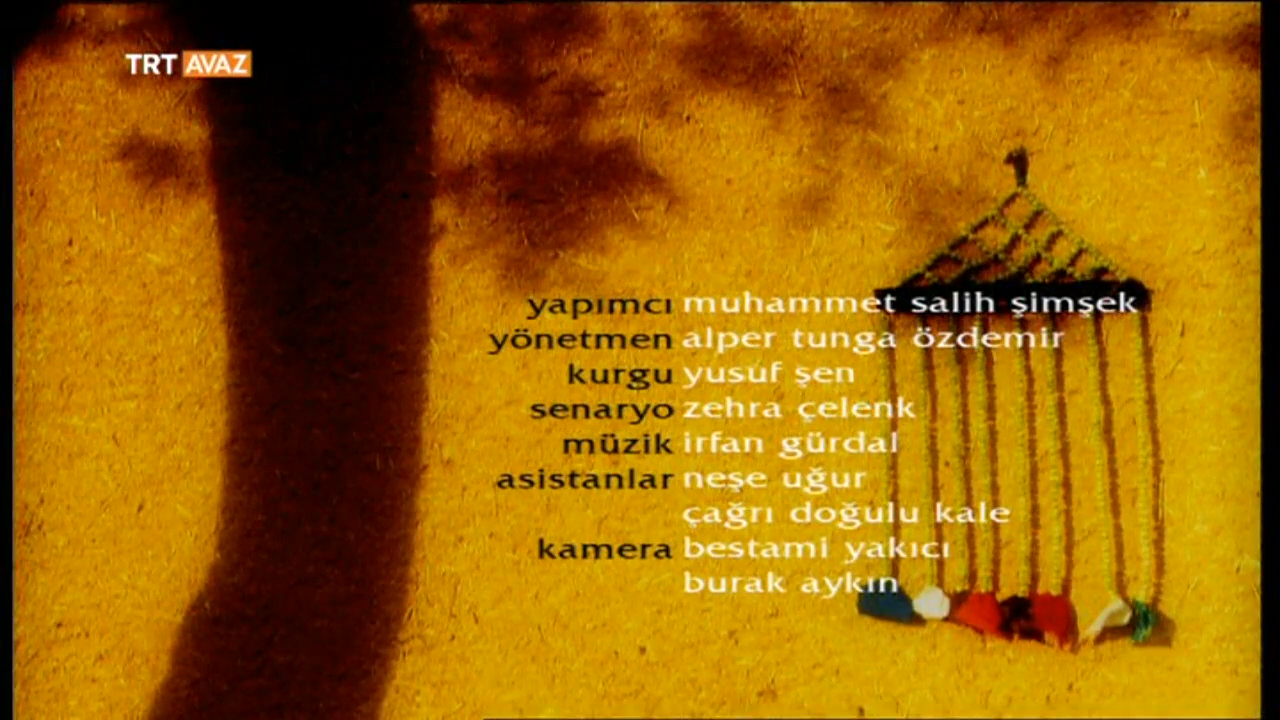 TRT AVAZ
yapımcı muhammet salih şimşek
yönetmen alper tunga özdemir
kurgu yusuf şen
senaryo zehra çelenk
müzik irfan gürdal
asistanlar neşe uğur
çağrı doğulu kale
kamera bestami yakıcı
burak aykın